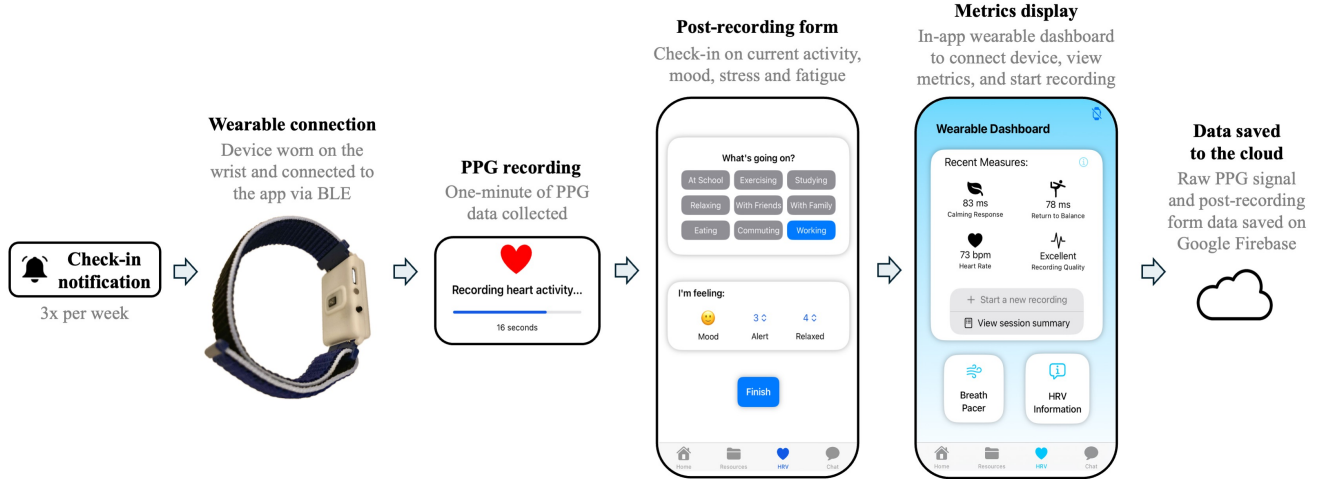 Check-in
notification
3x per week
Wearable connection
Device worn on the
wrist and connected to
the app via BLE
PPG recording
One-minute of PPG
data collected
Recording heart activity...
16 seconds
Post-recording form
Check-in on current activity,
mood, stress and fatigue
What's going on?
At School Exercising Studying
Relaxing With Friends With Family
Eating Commuting Working
I'm feeling:
3 4
Mood Alert Relaxed
Finish
Home Resources HRV Chat
Metrics display
In-app wearable dashboard
to connect device, view
metrics, and start recording
Wearable Dashboard
Recent Measures:
83 ms 78 ms
Calming Response Return to Balance
73 bpm Excellent
Heart Rate Recording Quality
+ Start a new recording
View session summary
Breath HRV
Pacer Information
Home Resources HRV Chat
Data saved
to the cloud
Raw PPG signal
and post-recording
form data saved on
Google Firebase